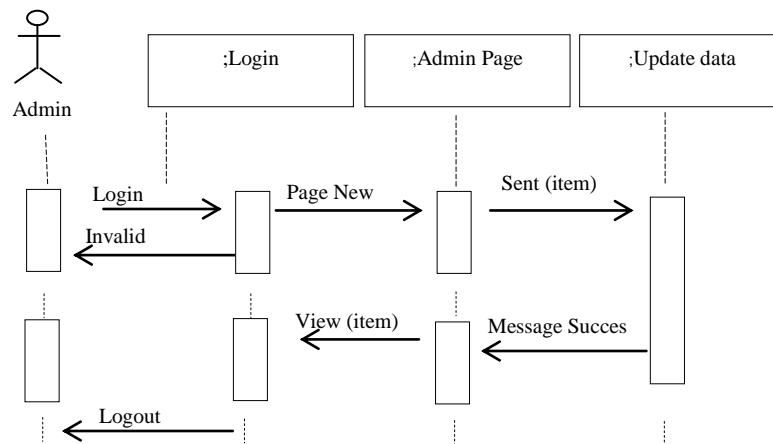 ;Login
;Admin Page
;Update data
Admin
Login
Page New
Sent (item)
Invalid
View (item)
Message Succes
Logout